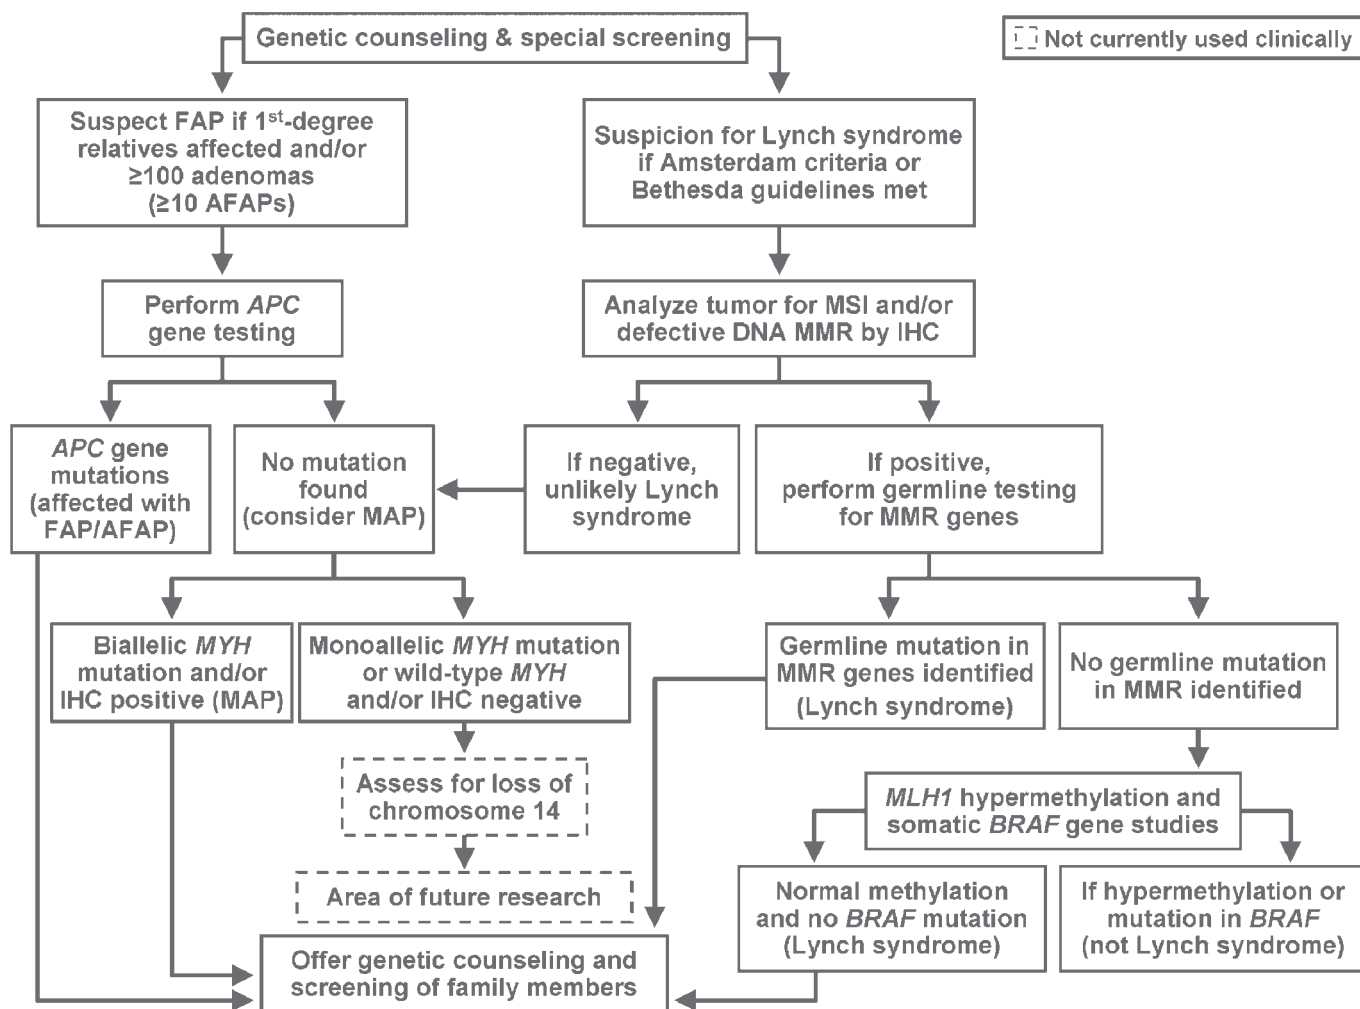 Genetic counseling & special screening
Not currently used clinically
Suspect FAP if 1st-degree
relatives affected and/or
≥100 adenomas
(≥10 AFAPs)
Suspicion for Lynch syndrome
if Amsterdam criteria or
Bethesda guidelines met
Perform APC
gene testing
Analyze tumor for MSI and/or
defective DNA MMR by IHC
APC gene
mutations
(affected with
FAP/AFAP)
No mutation
found
(consider MAP)
If negative,
unlikely Lynch
syndrome
If positive,
perform germline testing
for MMR genes
Biallelic MYH
mutation and/or
IHC positive (MAP)
Monoallelic MYH mutation
or wild-type MYH
and/or IHC negative
Germline mutation in
MMR genes identified
(Lynch syndrome)
No germline mutation
in MMR identified
Assess for loss of
chromosome 14
MLH1 hypermethylation and
somatic BRAF gene studies
Area of future research
Normal methylation
and no BRAF mutation
(Lynch syndrome)
If hypermethylation or
mutation in BRAF
(not Lynch syndrome)
Offer genetic counseling and
screening of family members